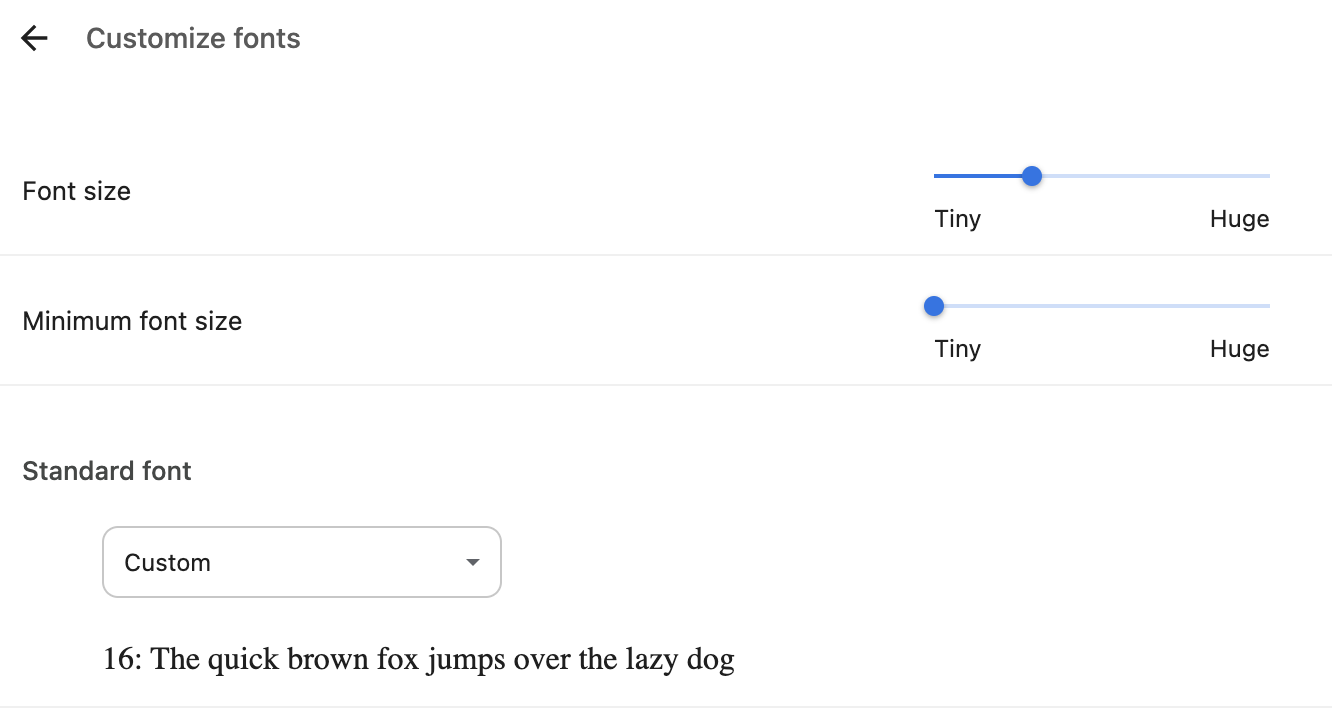 Customize fonts
Font size
Tiny Huge
Minimum font size
Tiny Huge
Standard font
Custom
16: The quick brown fox jumps over the lazy dog